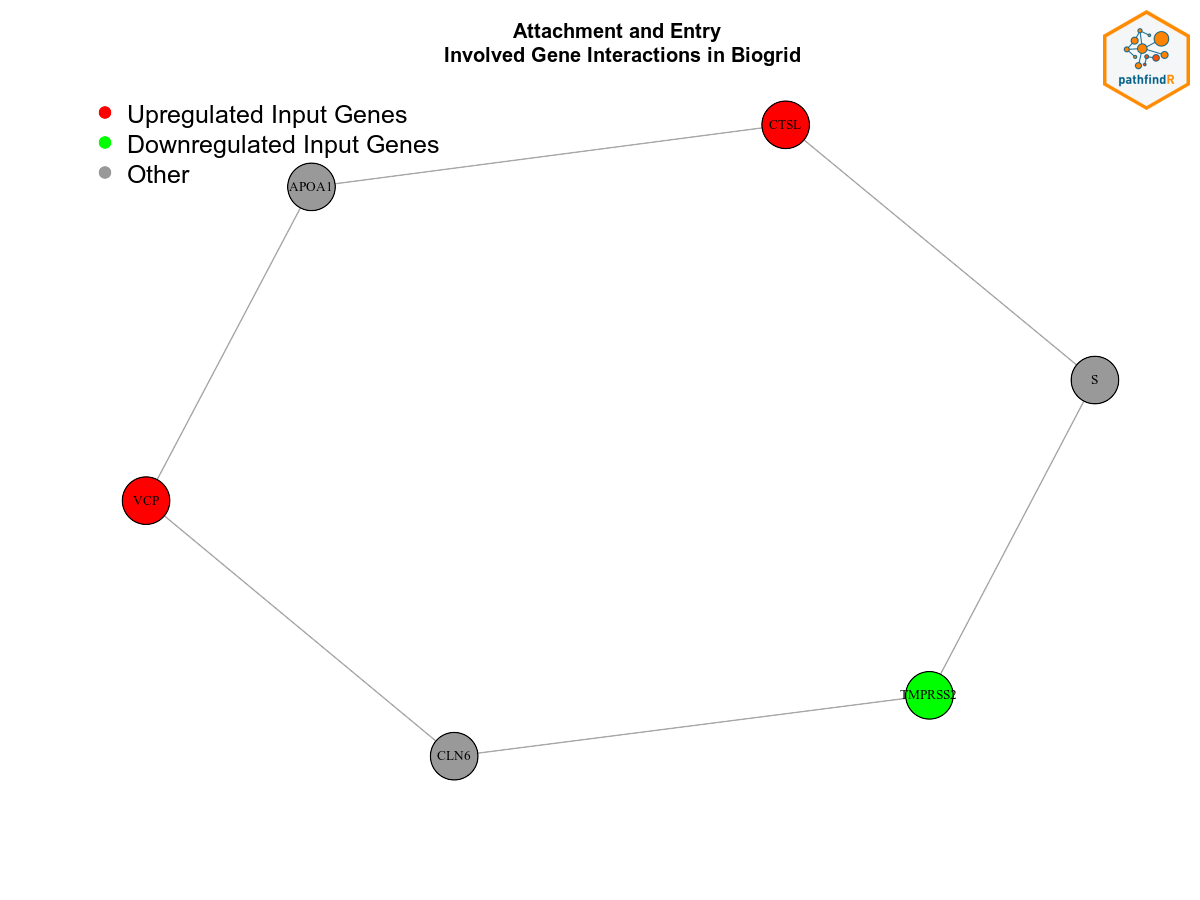 Attachment and Entry
Involved Gene Interactions in Biogrid
pathfindR
Upregulated Input Genes
Downregulated Input Genes
Other
CTSL
APOA1
S
VCP
TMPRSS2
CLN6